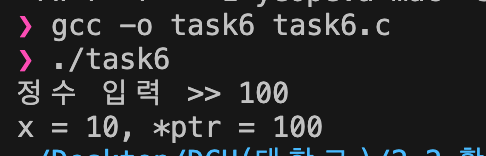 ❯ gcc -o task6 task6.c
❯ ./task6
정수 입력 >> 100
x = 10, *ptr = 100